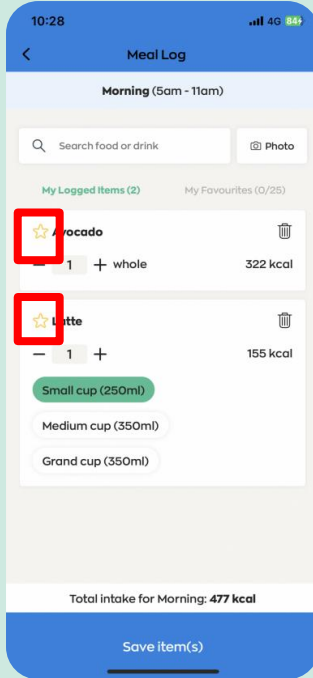 10:28
4G 84
Meal Log
Morning (5am - 11am)
Search food or drink
Photo
My Logged Items (2)
My Favourites (0/25)
Avocado
— 1 + whole
322 kcal
Latte
— 1 +
155 kcal
Small cup (250ml)
Medium cup (350ml)
Grand cup (350ml)
Total intake for Morning: 477 kcal
Save item(s)